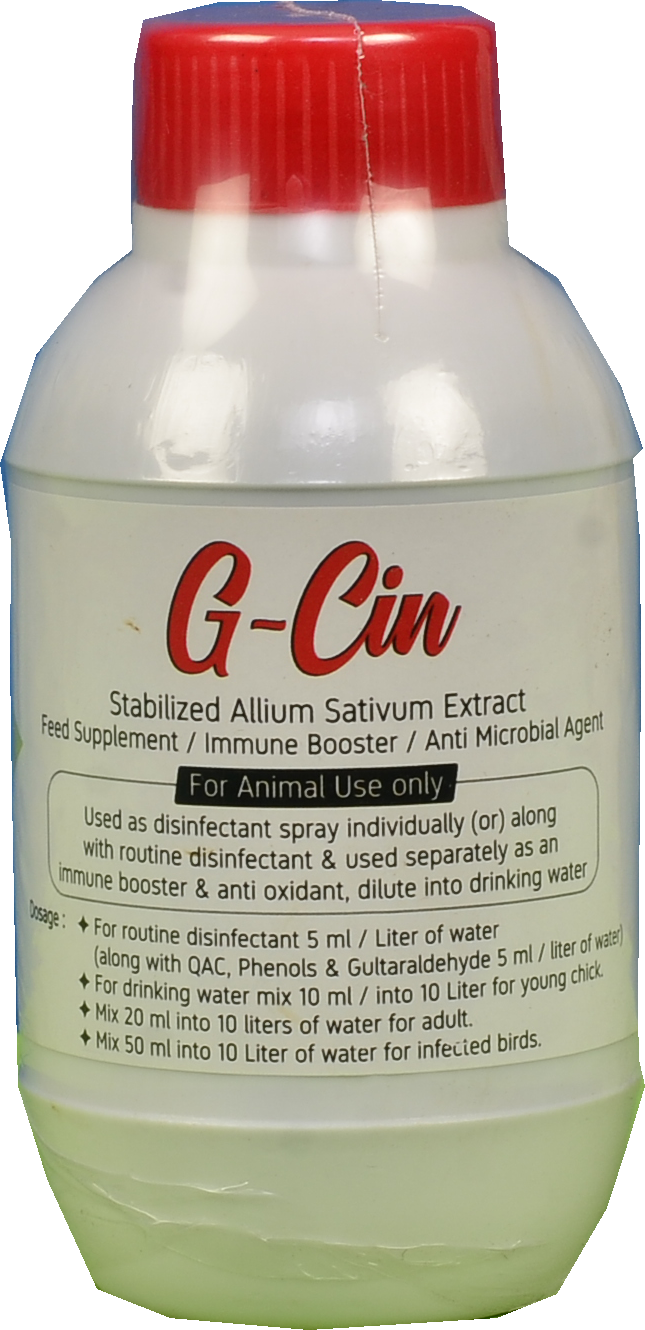 G-Cin
Stabilized Allium Sativum Extract
Feed Supplement / Immune Booster / Anti Microbial Agent
For Animal Use only
Used as disinfectant spray individually (or) along
with routine disinfectant & used separately as an
immune booster & anti oxidant, dilute into drinking water
Dosage : ✦ For routine disinfectant 5 ml / Liter of water
(along with QAC, Phenols & Gultaraldehyde 5 ml / liter of water)
✦ For drinking water mix 10 ml / into 10 Liter for young chick.
✦ Mix 20 ml into 10 liters of water for adult.
✦ Mix 50 ml into 10 Liter of water for infected birds.